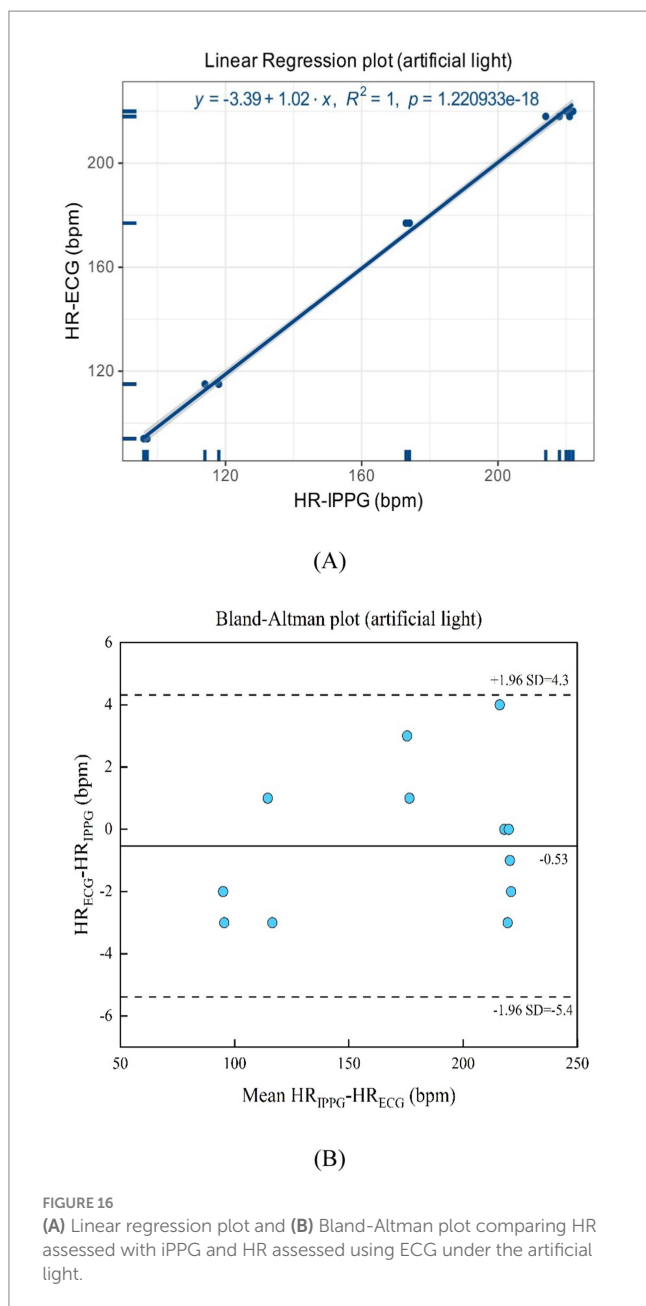 Linear Regression plot (artificial light)
y = -3.39 + 1.02 · x, R² = 1, p = 1.220933e-18
200
160
120
HR-ECG (bpm)
120 160 200
HR-IPPG (bpm)
(A)
Bland-Altman plot (artificial light)
6
+1.96 SD=4.3
4
2
0
-0.53
-2
-4
-6
-1.96 SD=-5.4
HR_ECG-HR_IPPG (bpm)
50 100 150 200 250
Mean HR_IPPG-HR_ECG (bpm)
(B)
FIGURE 16
(A) Linear regression plot and (B) Bland-Altman plot comparing HR
assessed with iPPG and HR assessed using ECG under the artificial
light.